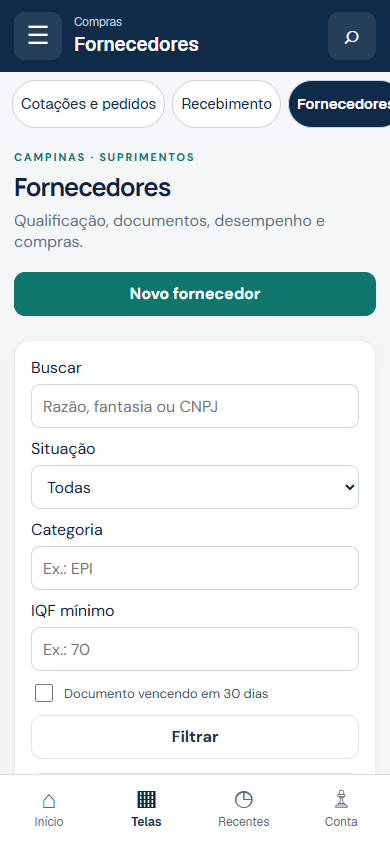 Compras
Fornecedores
Cotações e pedidos
Recebimento
Fornecedores
CAMPINAS · SUPRIMENTOS
Fornecedores
Qualificação, documentos, desempenho e
compras.
Novo fornecedor
Buscar
Razão, fantasia ou CNPJ
Situação
Todas
Categoria
Ex.: EPI
IQF mínimo
Ex.: 70
Documento vencendo em 30 dias
Filtrar
Início
Telas
Recentes
Conta